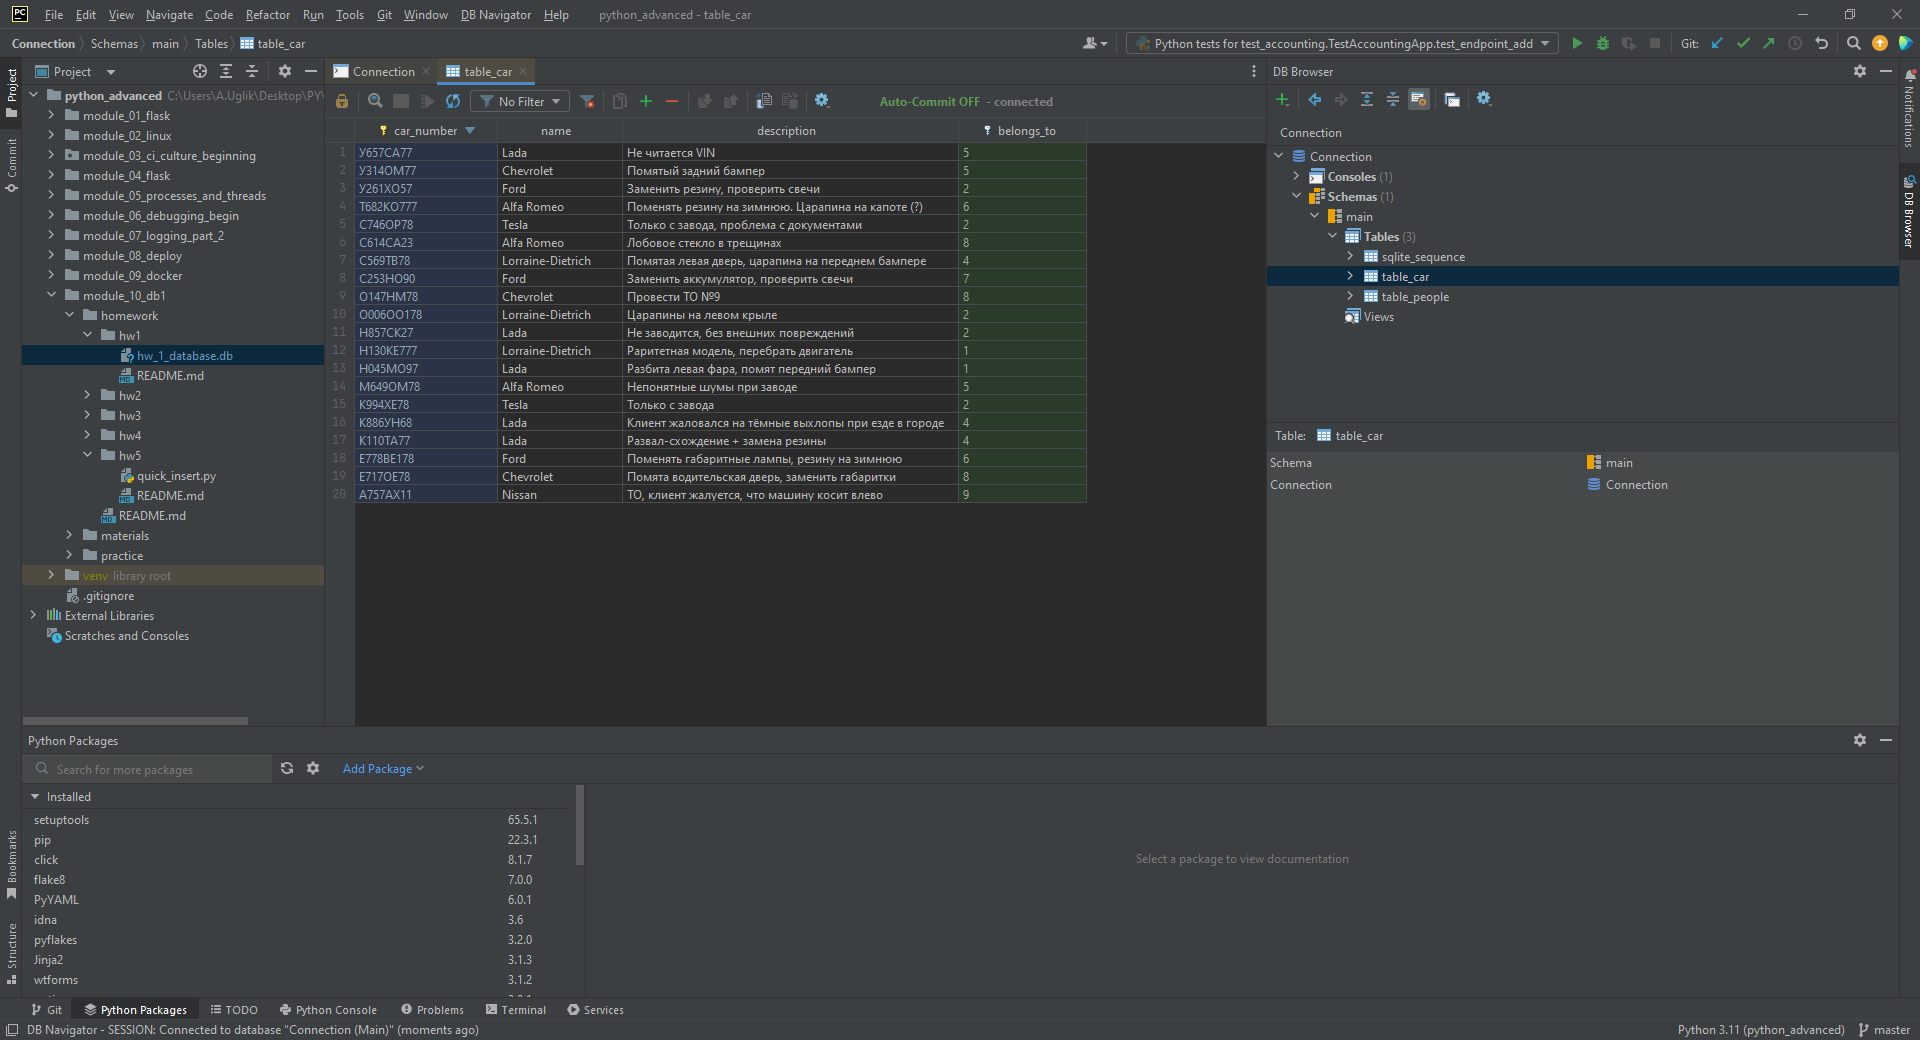 File Edit View Navigate Code Refactor Run Tools Git Window DB Navigator Help python_advanced - table_car
Connection Schemas main Tables table_car
Python tests for test_accounting.TestAccountingApp.test_endpoint_add Git:
Project
python_advanced C:\Users\A.Uglik\Desktop\PY
module_01_flask
module_02_linux
module_03_ci_culture_beginning
module_04_flask
module_05_processes_and_threads
module_06_debugging_begin
module_07_logging_part_2
module_08_deploy
module_09_docker
module_10_db1
homework
hw1
hw_1_database.db
README.md
hw2
hw3
hw4
hw5
quick_insert.py
README.md
README.md
materials
practice
venv library root
.gitignore
External Libraries
Scratches and Consoles
Project
Commit
Bookmarks
Structure
Connection table_car
No Filter Auto-Commit OFF - connected
car_number name description belongs_to
1 У657СА77 Lada Не читается VIN 5
2 У314ОМ77 Chevrolet Помятый задний бампер 5
3 У261ХО57 Ford Заменить резину, проверить свечи 2
4 Т682КО777 Alfa Romeo Поменять резину на зимнюю. Царапина на капоте (?) 6
5 С746ОР78 Tesla Только с завода, проблема с документами 2
6 С614СА23 Alfa Romeo Лобовое стекло в трещинах 8
7 С569ТВ78 Lorraine-Dietrich Помятая левая дверь, царапина на переднем бампере 4
8 С253НО90 Ford Заменить аккумулятор, проверить свечи 7
9 О147НМ78 Chevrolet Провести ТО №9 8
10 О006ОО178 Lorraine-Dietrich Царапины на левом крыле 2
11 Н857СК27 Lada Не заводится, без внешних повреждений 2
12 Н130КЕ777 Lorraine-Dietrich Раритетная модель, перебрать двигатель 1
13 Н045МО97 Lada Разбита левая фара, помят передний бампер 1
14 М649ОМ78 Alfa Romeo Непонятные шумы при заводе 5
15 К994ХЕ78 Tesla Только с завода 2
16 К886УН68 Lada Клиент жаловался на тёмные выхлопы при езде в городе 4
17 К110ТА77 Lada Развал-схождение + замена резины 4
18 Е778ВЕ178 Ford Поменять габаритные лампы, резину на зимнюю 6
19 Е717ОЕ78 Chevrolet Помята водительская дверь, заменить габаритки 8
20 А757АХ11 Nissan ТО, клиент жалуется, что машину косит влево 9
DB Browser
Connection
Connection
Consoles (1)
Schemas (1)
main
Tables (3)
sqlite_sequence
table_car
table_people
Views
Table: table_car
Schema main
Connection Connection
Notifications
DB Browser
Python Packages
Search for more packages Add Package
Installed
setuptools 65.5.1
pip 22.3.1
click 8.1.7
flake8 7.0.0
PyYAML 6.0.1
idna 3.6
pyflakes 3.2.0
Jinja2 3.1.3
wtforms 3.1.2
Select a package to view documentation
Git Python Packages TODO Python Console Problems Terminal Services
DB Navigator - SESSION: Connected to database "Connection (Main)" (moments ago) Python 3.11 (python_advanced) master